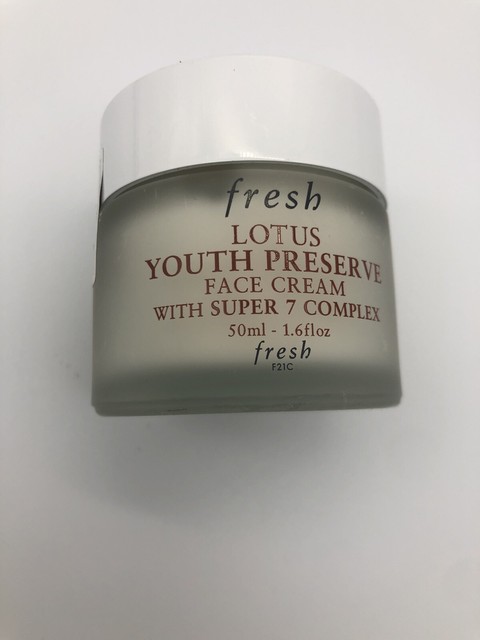 fresh
LOTUS
YOUTH PRESERVE
FACE CREAM
WITH SUPER 7 COMPLEX
50ml - 1.6floz
fresh
F21C